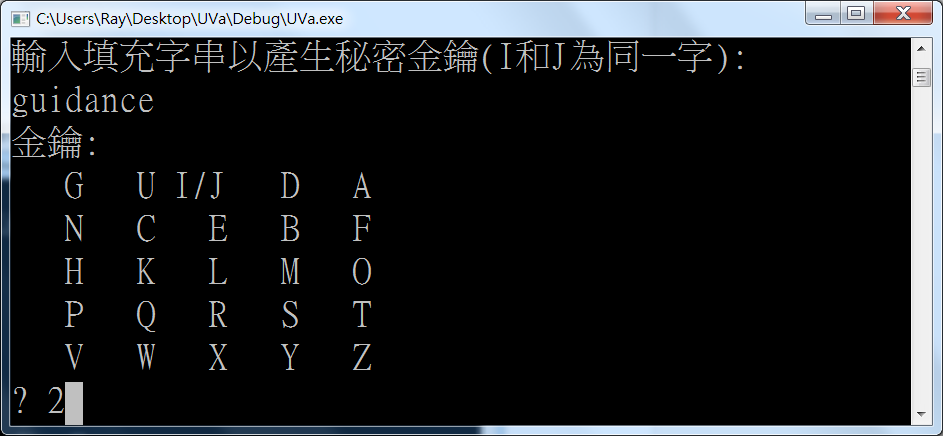 C:\Users\Ray\Desktop\UVa\Debug\UVa.exe
輸入填充字串以產生秘密金鑰(I和J為同一字):
guidance
金鑰:
G U I/J D A
N C E B F
H K L M O
P Q R S T
V W X Y Z
? 2